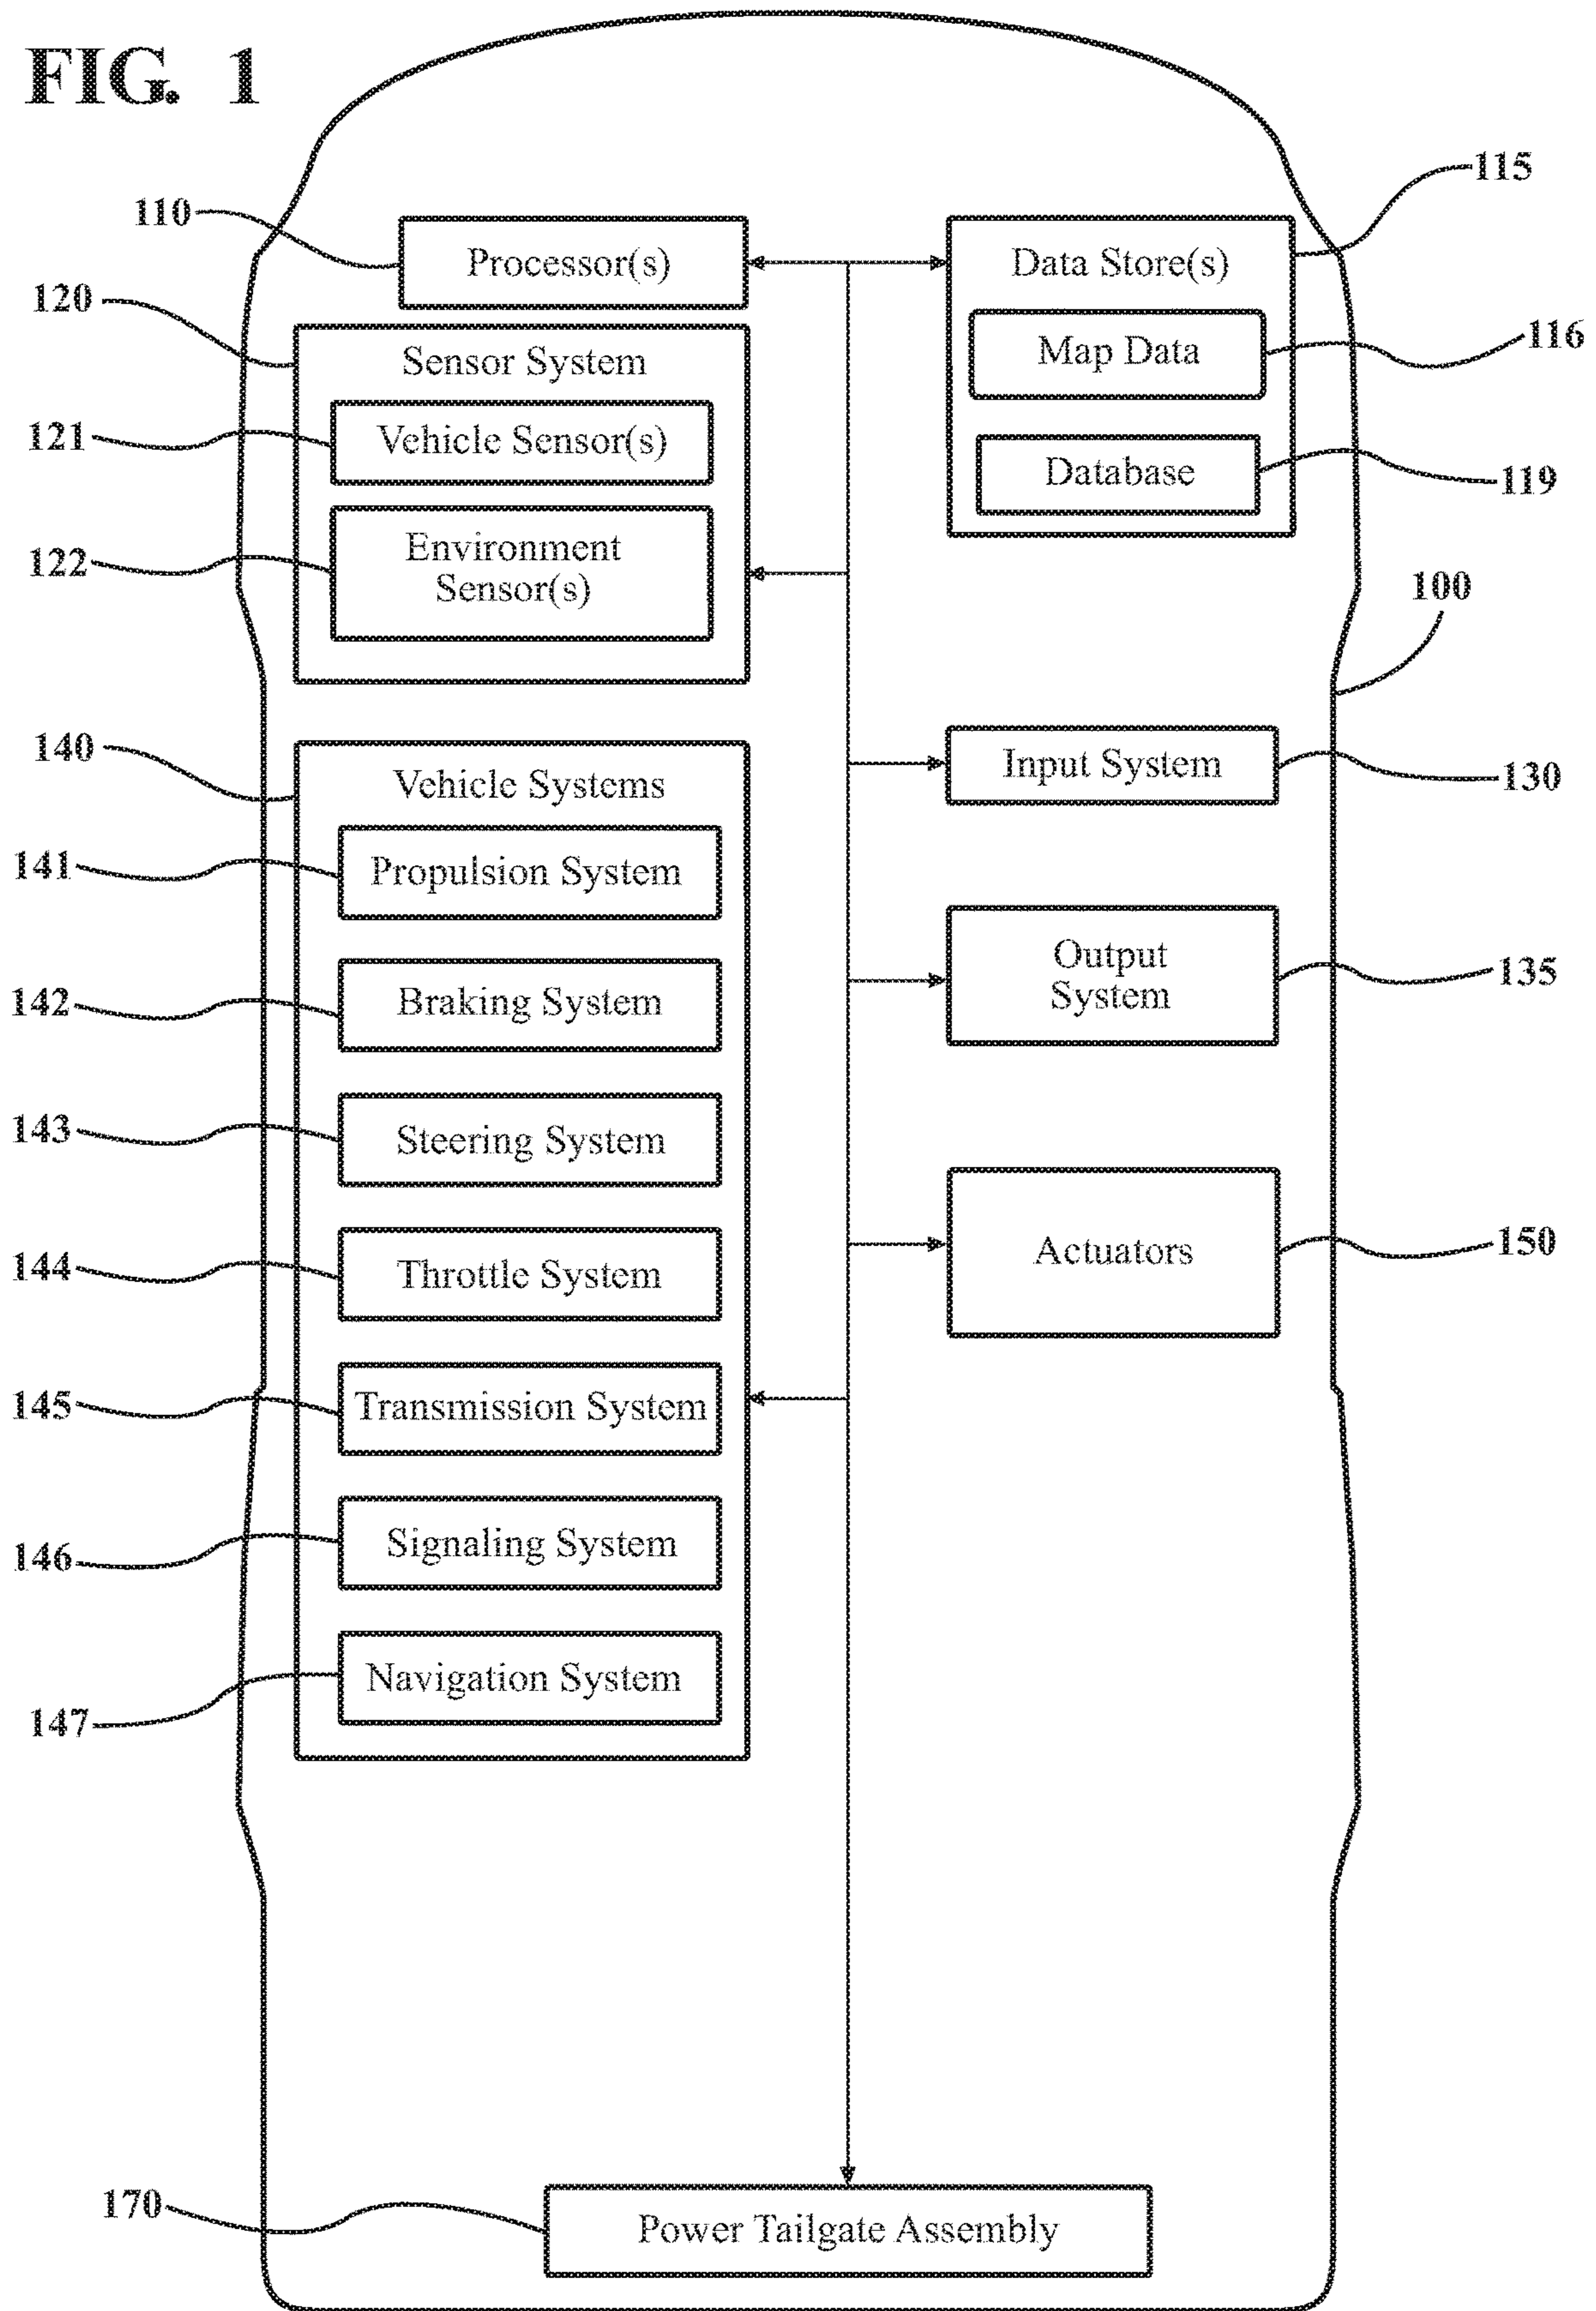 FIG. 1
110
Processor(s)
115
Data Store(s)
116
Map Data
119
Database
120
Sensor System
121
Vehicle Sensor(s)
122
Environment
Sensor(s)
100
140
Vehicle Systems
141
Propulsion System
142
Braking System
143
Steering System
144
Throttle System
145
Transmission System
146
Signaling System
147
Navigation System
Input System
130
Output
System
135
Actuators
150
170
Power Tailgate Assembly